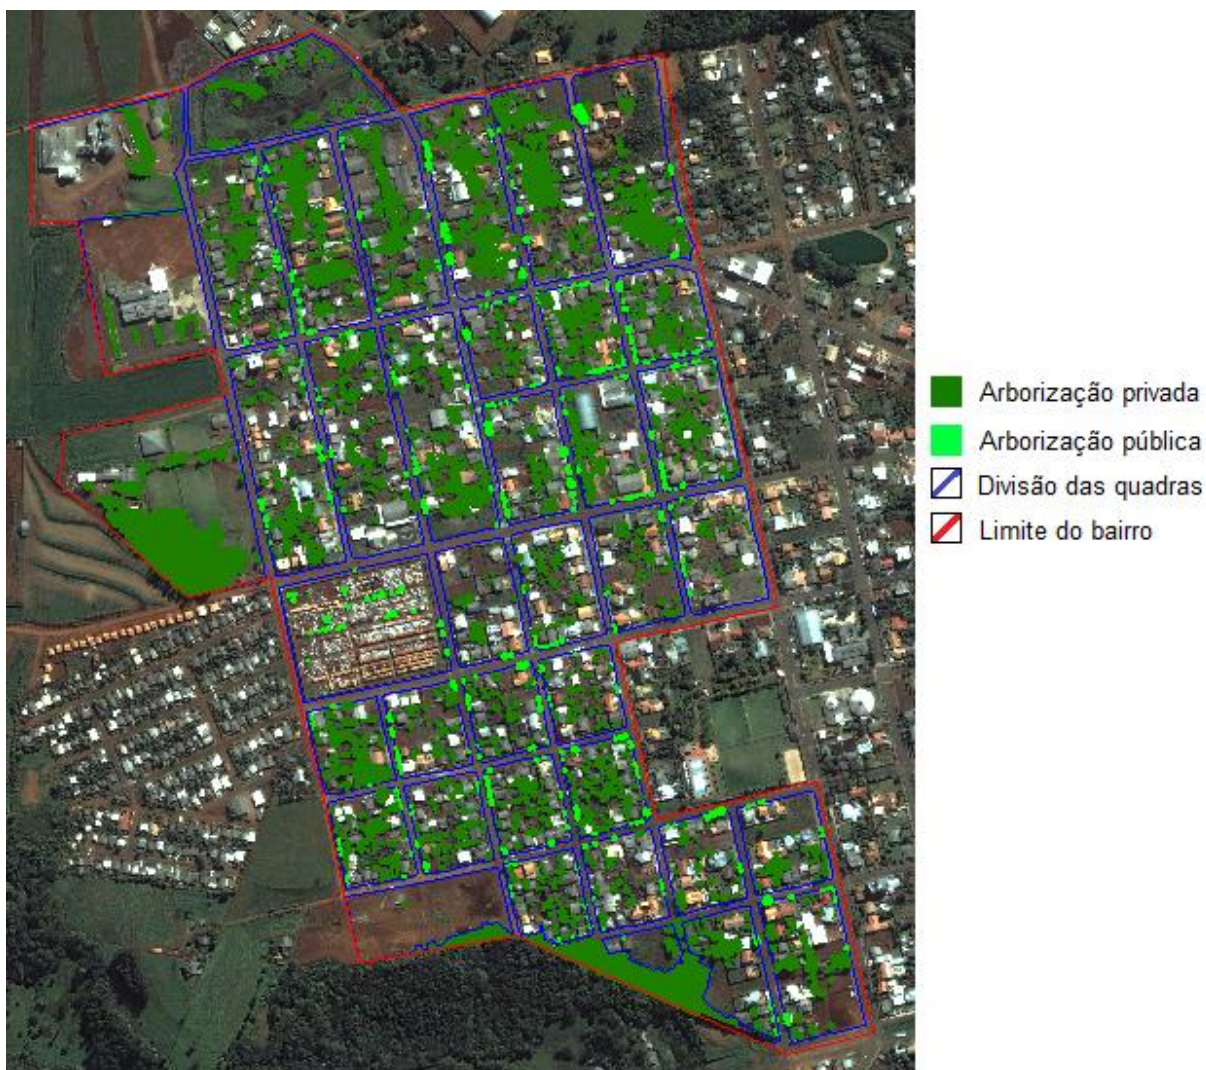 Arborização privada
Arborização pública
Divisão das quadras
Limite do bairro